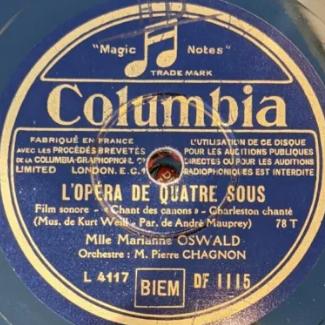 "Magic Notes"
TRADE MARK
Columbia
FABRIQUÉ EN FRANCE
AVEC LES PROCÉDÉS BREVETÉS
DE LA COLUMBIA GRAPHOPHONE Cº
LIMITED LONDON. E.C.1
L'UTILISATION DE CE DISQUE
POUR LES AUDITIONS PUBLIQUES
DIRECTES OU POUR LES AUDITIONS
RADIOPHONIQUES EST INTERDITE
L'OPÉRA DE QUATRE SOUS
Film sonore - « Chant des canons » - Charleston chanté
(Mus. de Kurt Weill - Par. de André Mauprey) 78 T
Mlle Marianne OSWALD
Orchestre : M. Pierre CHAGNON
L 4117 BIEM DF 1115